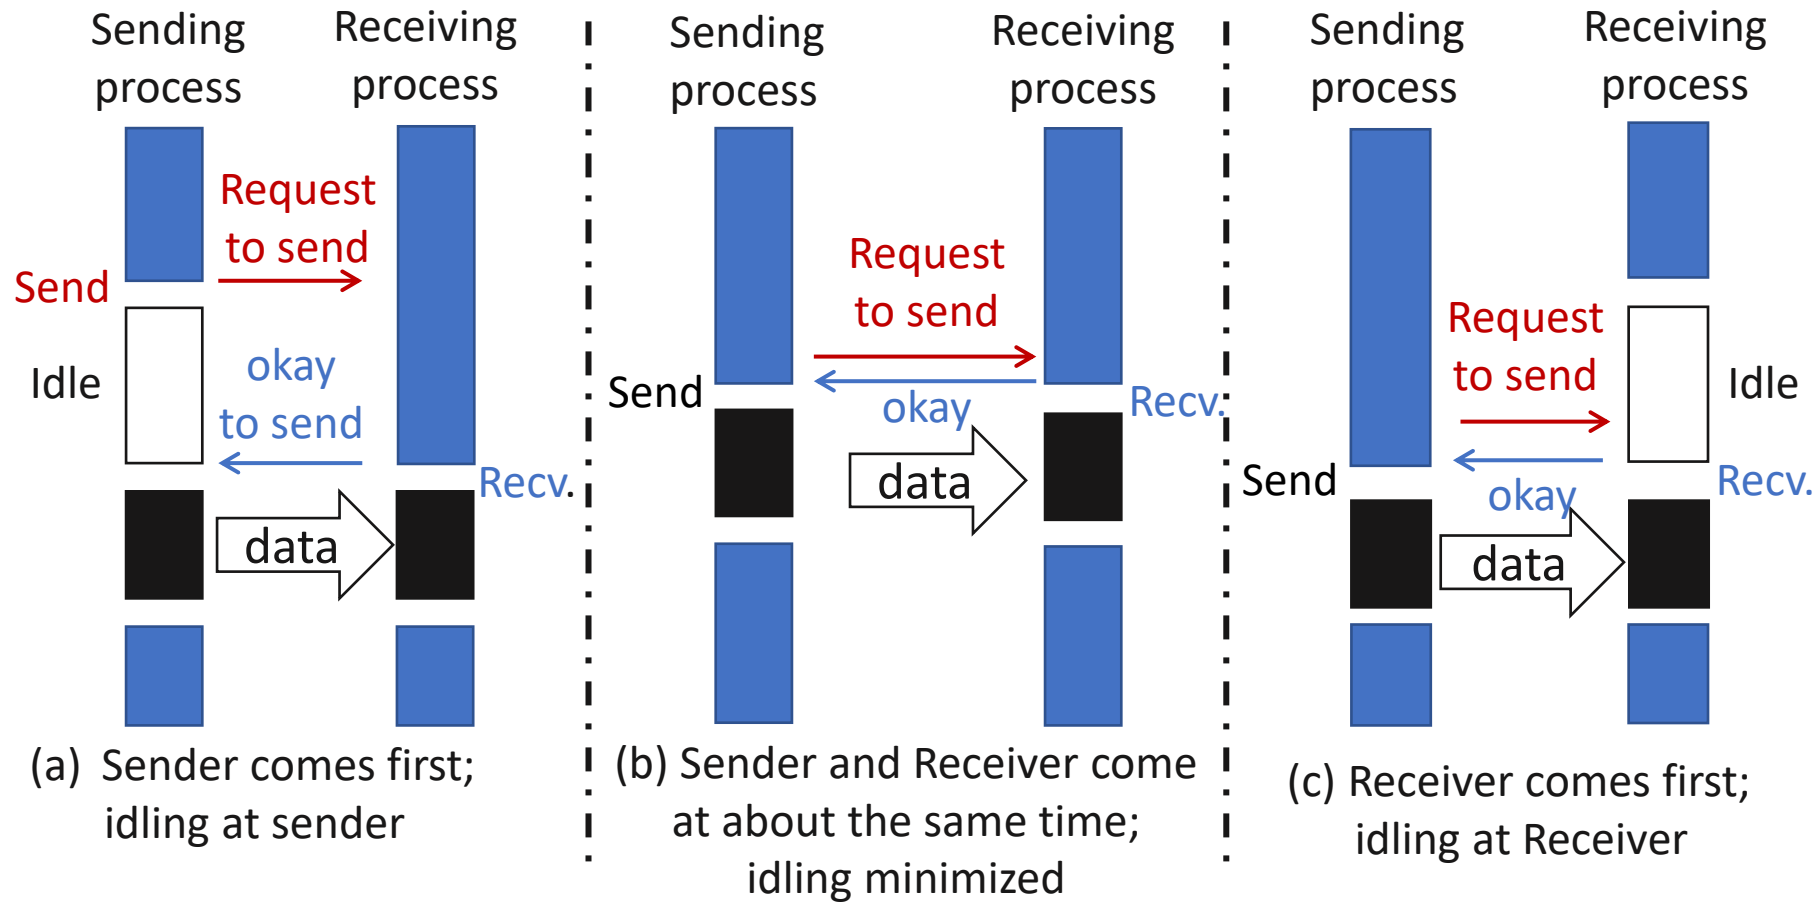 Sending
process
Receiving
process
Request
to send
Send
Idle
okay
to send
Recv.
data
(a) Sender comes first;
idling at sender
Sending
process
Receiving
process
Request
to send
Send
okay
Recv.
data
(b) Sender and Receiver come
at about the same time;
idling minimized
Sending
process
Receiving
process
Request
to send
Idle
Send
okay
Recv.
data
(c) Receiver comes first;
idling at Receiver